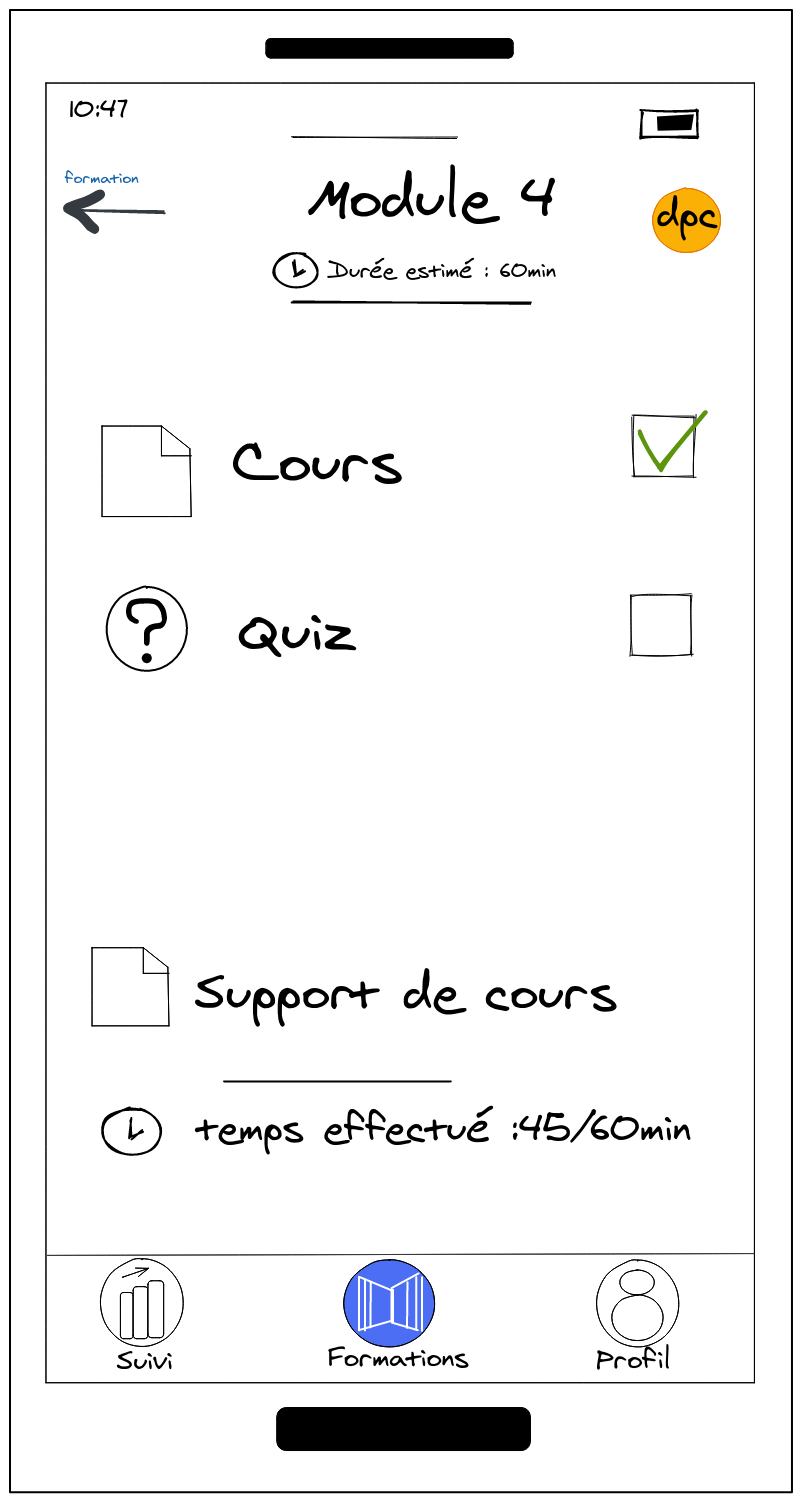 10:47
formation
Module 4
dpc
Durée estimé : 60min
Cours
?
Quiz
Support de cours
temps effectué :45/60min
Suivi
Formations
Profil